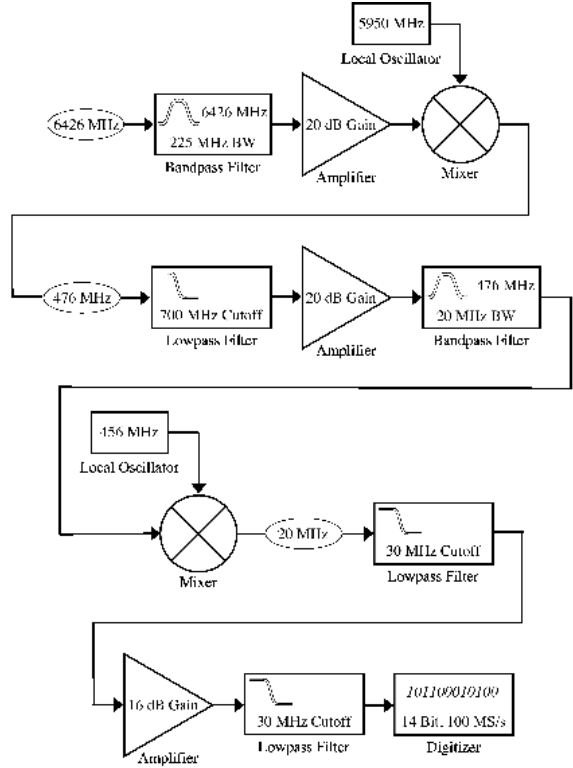 5950 MHz
Local Oscillator
6426 MHz
6426 MHz
225 MHz BW
Bandpass Filter
20 dB Gain
Amplifier
Mixer
476 MHz
700 MHz Cutoff
Lowpass Filter
20 dB Gain
Amplifier
476 MHz
20 MHz BW
Bandpass Filter
456 MHz
Local Oscillator
Mixer
20 MHz
30 MHz Cutoff
Lowpass Filter
16 dB Gain
Amplifier
30 MHz Cutoff
Lowpass Filter
101100010100
14 Bit, 100 MS/s
Digitizer